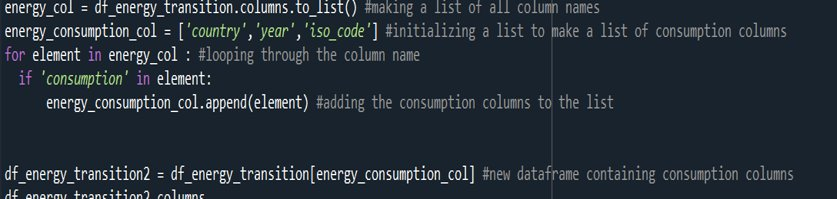 energy_col = df_energy_transition.columns.to_list() #making a list of all column names
energy_consumption_col = ['country','year','iso_code'] #initializing a list to make a list of consumption columns
for element in energy_col : #looping through the column name
  if 'consumption' in element:
      energy_consumption_col.append(element) #adding the consumption columns to the list
df_energy_transition2 = df_energy_transition[energy_consumption_col] #new dataframe containing consumption columns
df_energy_transition2.columns